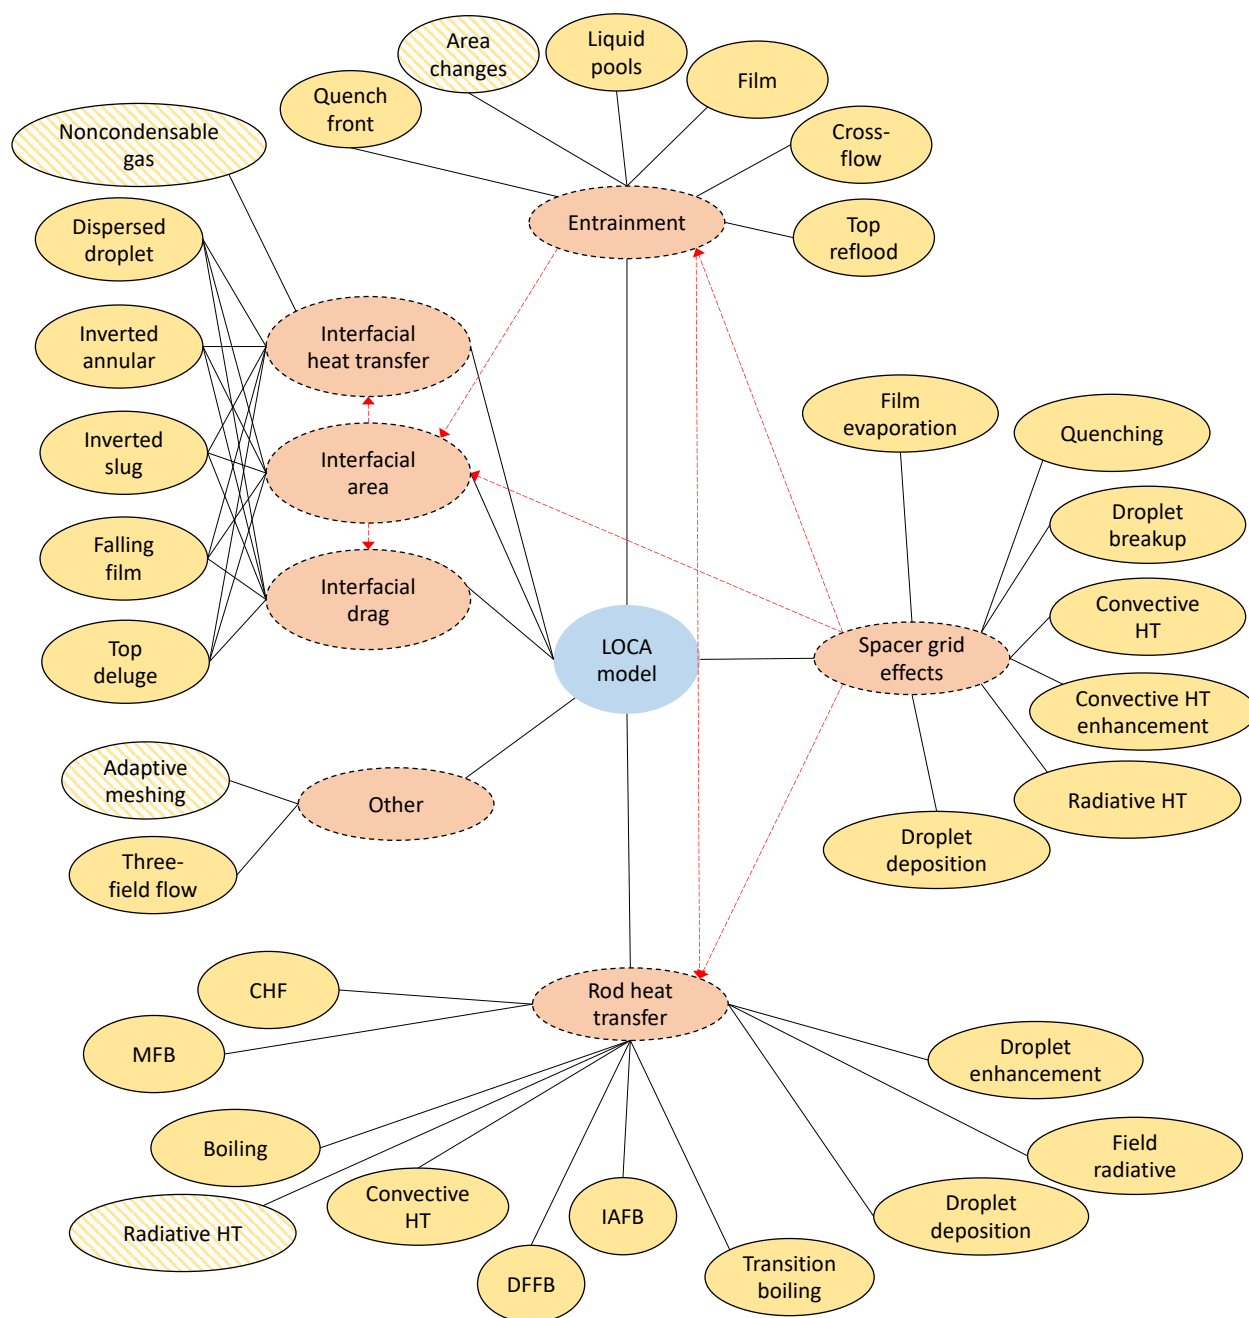 Area
changes
Liquid
pools
Film
Quench
front
Noncondensable
gas
Cross-
flow
Entrainment
Top
reflood
Dispersed
droplet
Interfacial
heat transfer
Inverted
annular
Film
evaporation
Quenching
Inverted
slug
Interfacial
area
Droplet
breakup
Falling
film
Interfacial
drag
Convective
HT
Top
deluge
LOCA
model
Spacer grid
effects
Convective HT
enhancement
Adaptive
meshing
Other
Radiative HT
Droplet
deposition
Three-
field flow
CHF
Rod heat
transfer
MFB
Droplet
enhancement
Boiling
Field
radiative
Convective
HT
IAFB
Droplet
deposition
Radiative HT
DFFB
Transition
boiling